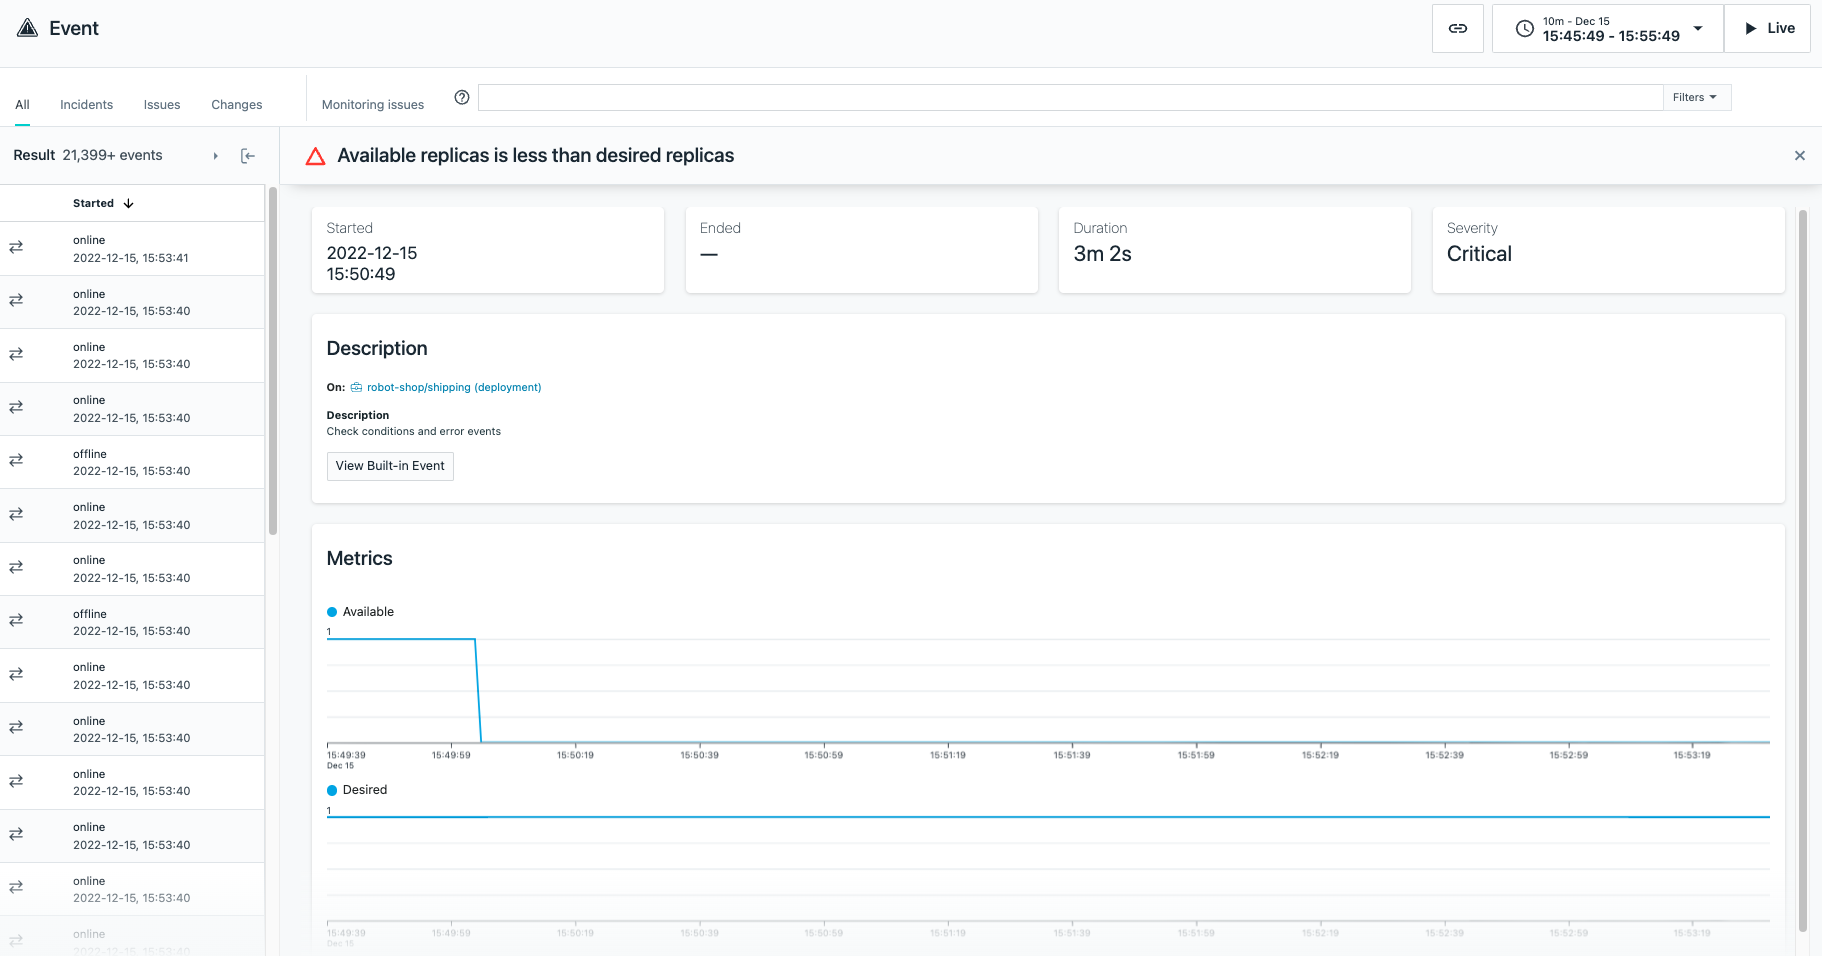 Event
10m - Dec 15
15:45:49 - 15:55:49
Live
All
Incidents
Issues
Changes
Monitoring issues
Filters
Result 21,399+ events
Available replicas is less than desired replicas
Started
online
2022-12-15, 15:53:41
online
2022-12-15, 15:53:40
online
2022-12-15, 15:53:40
online
2022-12-15, 15:53:40
offline
2022-12-15, 15:53:40
online
2022-12-15, 15:53:40
online
2022-12-15, 15:53:40
offline
2022-12-15, 15:53:40
online
2022-12-15, 15:53:40
online
2022-12-15, 15:53:40
online
2022-12-15, 15:53:40
online
2022-12-15, 15:53:40
online
2022-12-15, 15:53:40
online
2022-12-15, 15:53:40
Started
2022-12-15
15:50:49
Ended
—
Duration
3m 2s
Severity
Critical
Description
On: robot-shop/shipping (deployment)
Description
Check conditions and error events
View Built-in Event
Metrics
Available
1
15:49:39 15:49:59 15:50:19 15:50:39 15:50:59 15:51:19 15:51:39 15:51:59 15:52:19 15:52:39 15:52:59 15:53:19
Dec 15
Desired
1
15:49:39 15:49:59 15:50:19 15:50:39 15:50:59 15:51:19 15:51:39 15:51:59 15:52:19 15:52:39 15:52:59 15:53:19
Dec 15